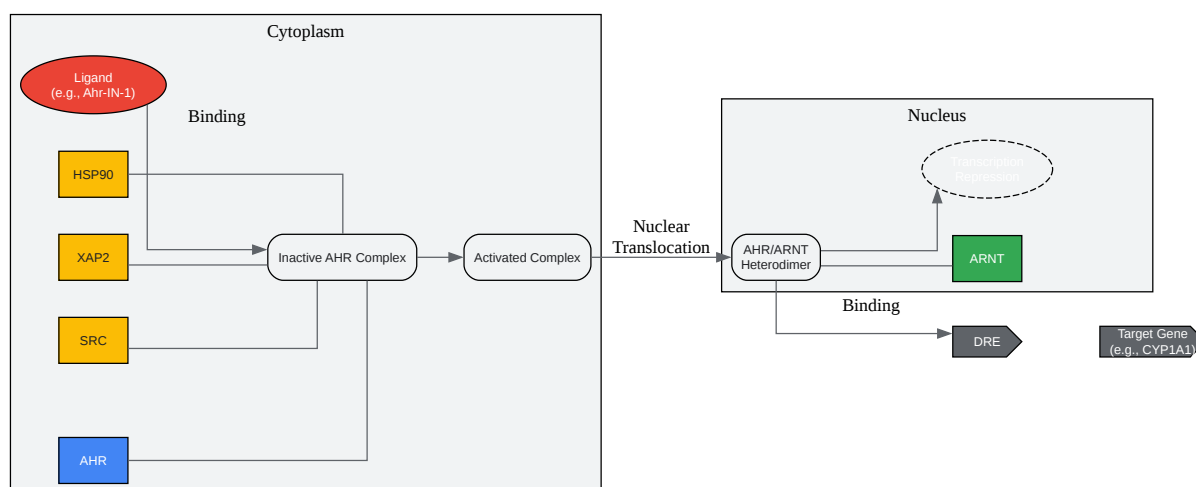 Cytoplasm
Ligand
(e.g., Ahr-IN-1)
Binding
HSP90
XAP2
SRC
AHR
Inactive AHR Complex
Activated Complex
Nuclear
Translocation
Nucleus
Transcription
Repression
AHR/ARNT
Heterodimer
ARNT
Binding
DRE
Target Gene
(e.g., CYP1A1)